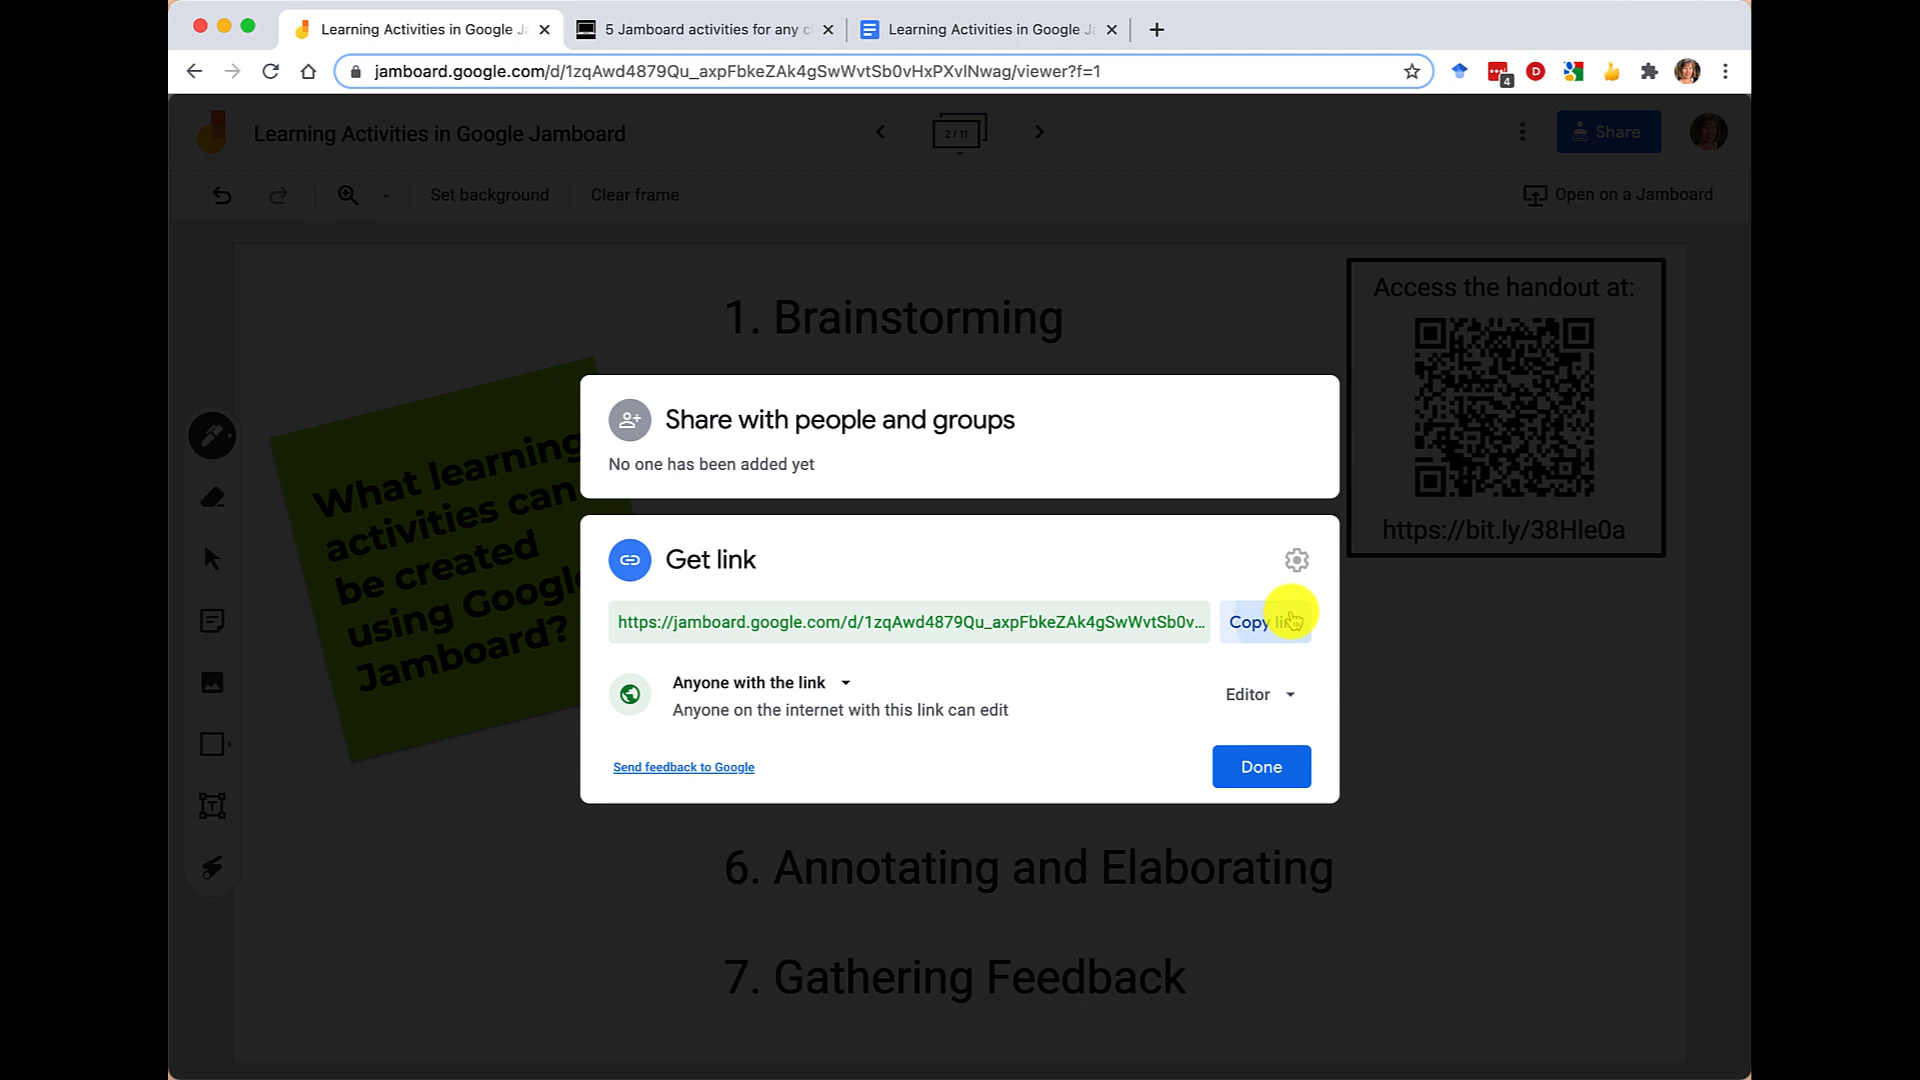 Learning Activities in Google Ja
5 Jamboard activities for any c
Learning Activities in Google J
jamboard.google.com/d/1zqAwd4879Qu_axpFbkeZAk4gSwWvtSb0vHxPXvlNwag/viewer?f=1
4
D
Learning Activities in Google Jamboard
2 / 11
Share
Set background
Clear frame
Open on a Jamboard
1. Brainstorming
Access the handout at:
https://bit.ly/38Hle0a
What learning
activities can
be created
using Google
Jamboard?
Share with people and groups
No one has been added yet
Get link
https://jamboard.google.com/d/1zqAwd4879Qu_axpFbkeZAk4gSwWvtSb0v...
Copy link
Anyone with the link
Anyone on the internet with this link can edit
Editor
Send feedback to Google
Done
6. Annotating and Elaborating
7. Gathering Feedback